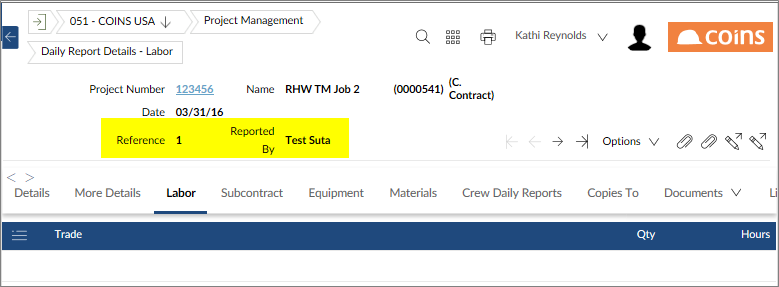 051 - COINS USA Project Management
Daily Report Details - Labor
Kathi Reynolds
coins
Project Number 123456 Name RHW TM Job 2 (0000541) (C. Contract)
Date 03/31/16
Reference 1 Reported By Test Suta
Options
Details More Details Labor Subcontract Equipment Materials Crew Daily Reports Copies To Documents Li
Trade Qty Hours